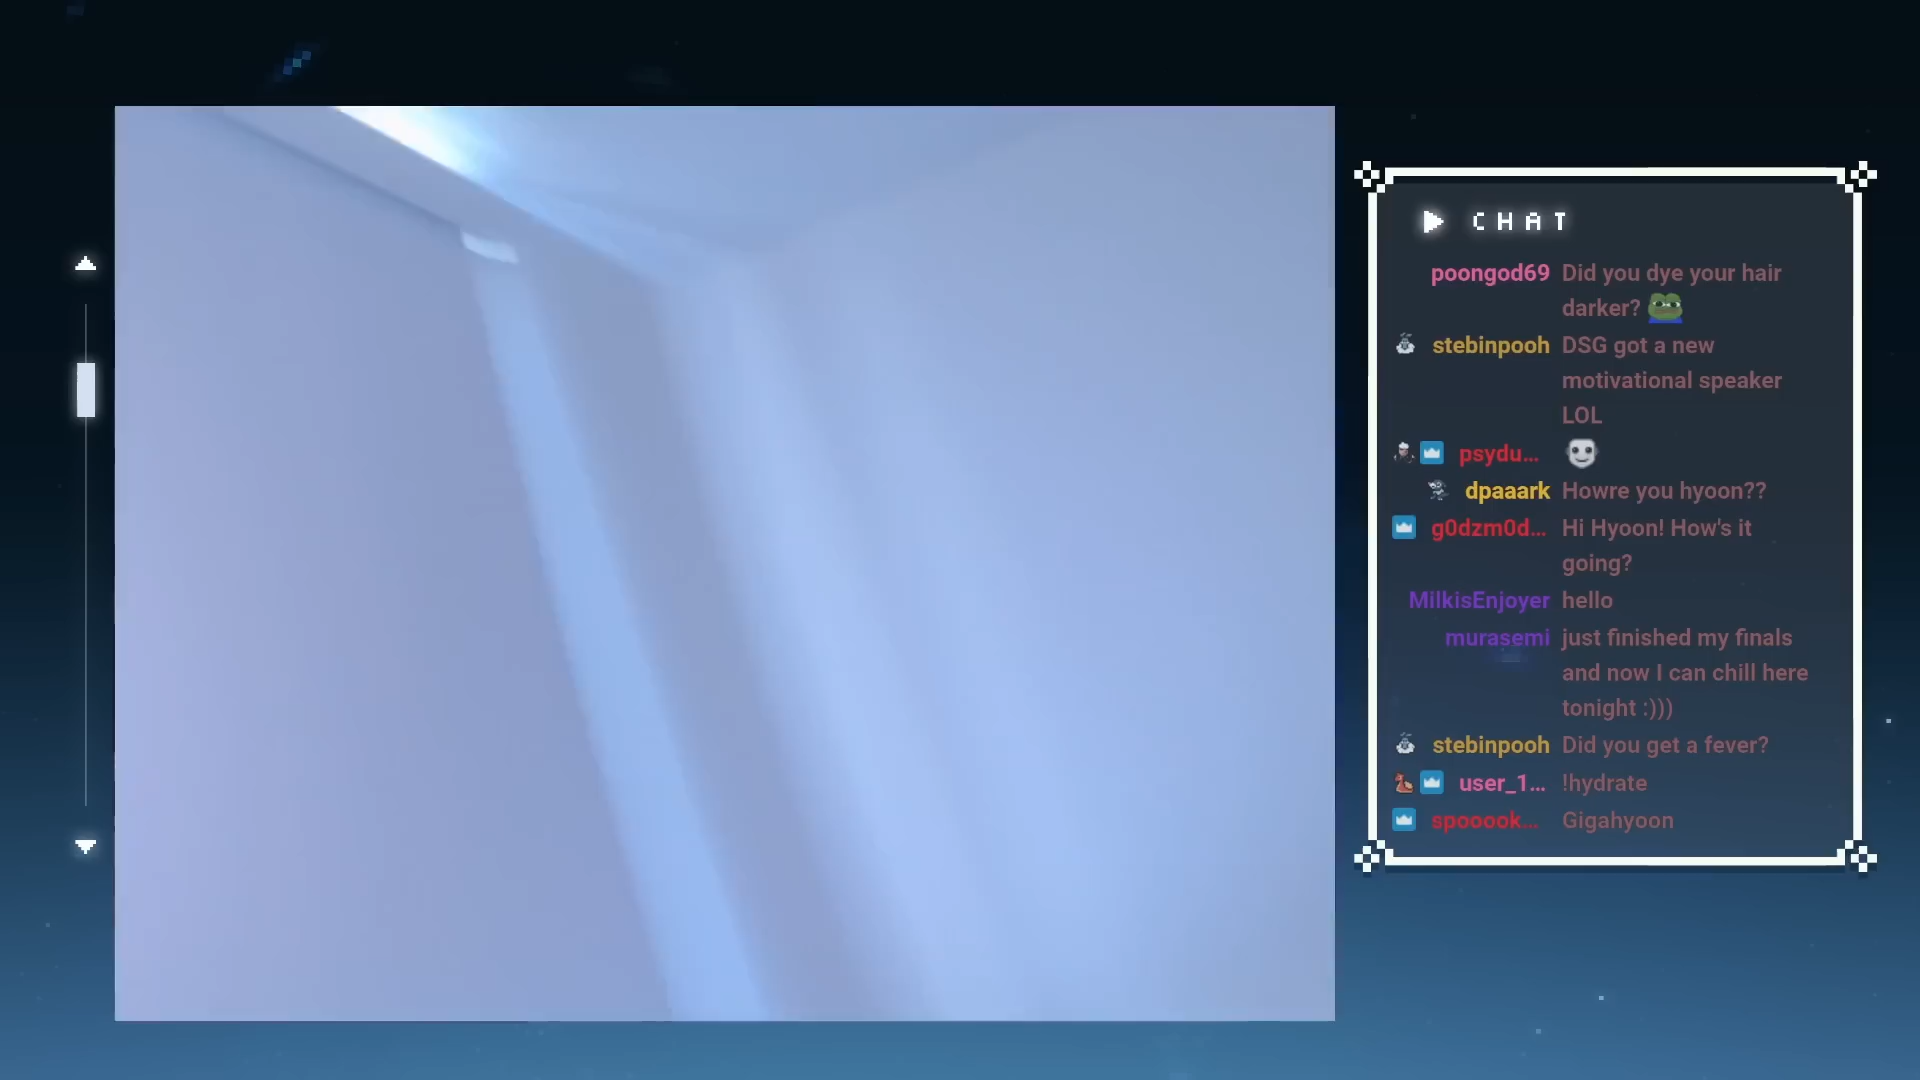 CHAT
poongod69 Did you dye your hair
darker?
stebinpooh DSG got a new
motivational speaker
LOL
psydu...
dpaaark Howre you hyoon??
g0dzm0d... Hi Hyoon! How's it
going?
MilkisEnjoyer hello
murasemi just finished my finals
and now I can chill here
tonight :)))
stebinpooh Did you get a fever?
user_1... !hydrate
spooook... Gigahyoon